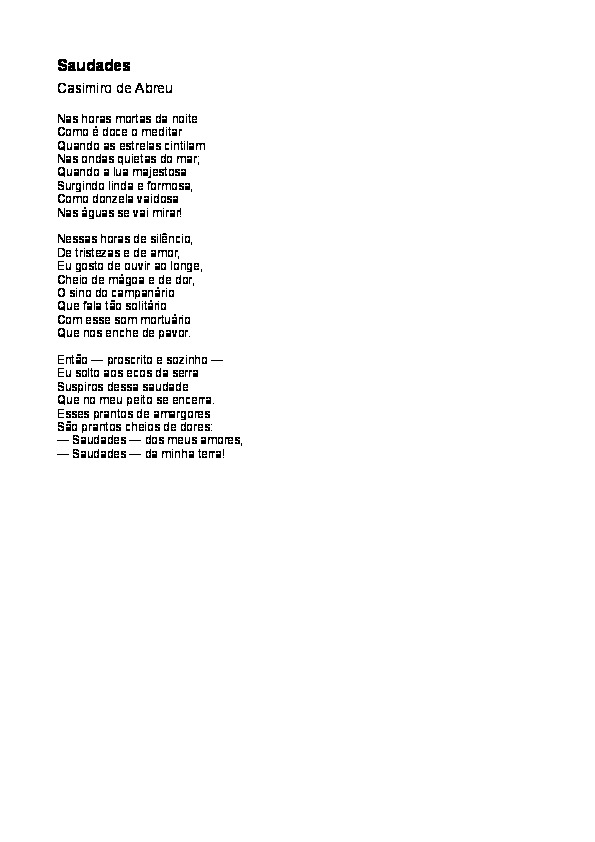 Saudades
Casimiro de Abreu
Nas horas mortas da noite
Como é doce o meditar
Quando as estrelas cintilam
Nas ondas quietas do mar;
Quando a lua majestosa
Surgindo linda e formosa,
Como donzela vaidosa
Nas águas se vai mirar!
Nessas horas de silêncio,
De tristezas e de amor,
Eu gosto de ouvir ao longe,
Cheio de mágoa e de dor,
O sino do campanário
Que fala tão solitário
Com esse som mortuário
Que nos enche de pavor.
Então — proscrito e sozinho —
Eu solto aos ecos da serra
Suspiros dessa saudade
Que no meu peito se encerra.
Esses prantos de amargores
São prantos cheios de dores:
— Saudades — dos meus amores,
— Saudades — da minha terra!